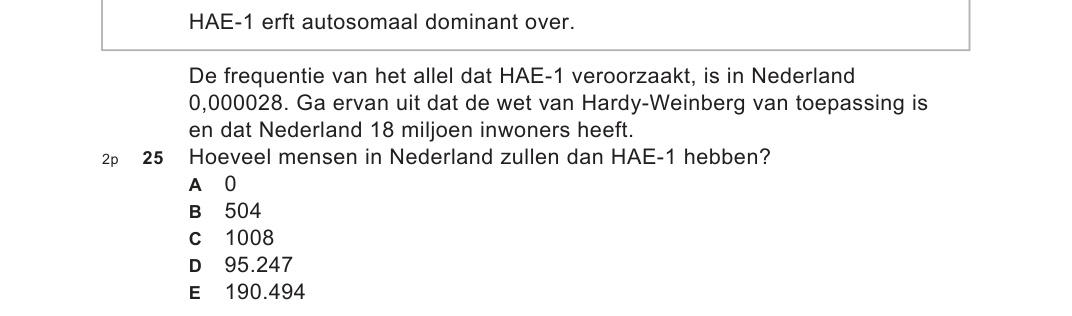 HAE-1 erft autosomaal dominant over.
De frequentie van het allel dat HAE-1 veroorzaakt, is in Nederland
0,000028. Ga ervan uit dat de wet van Hardy-Weinberg van toepassing is
en dat Nederland 18 miljoen inwoners heeft.
2p 25 Hoeveel mensen in Nederland zullen dan HAE-1 hebben?
A 0
B 504
C 1008
D 95.247
E 190.494